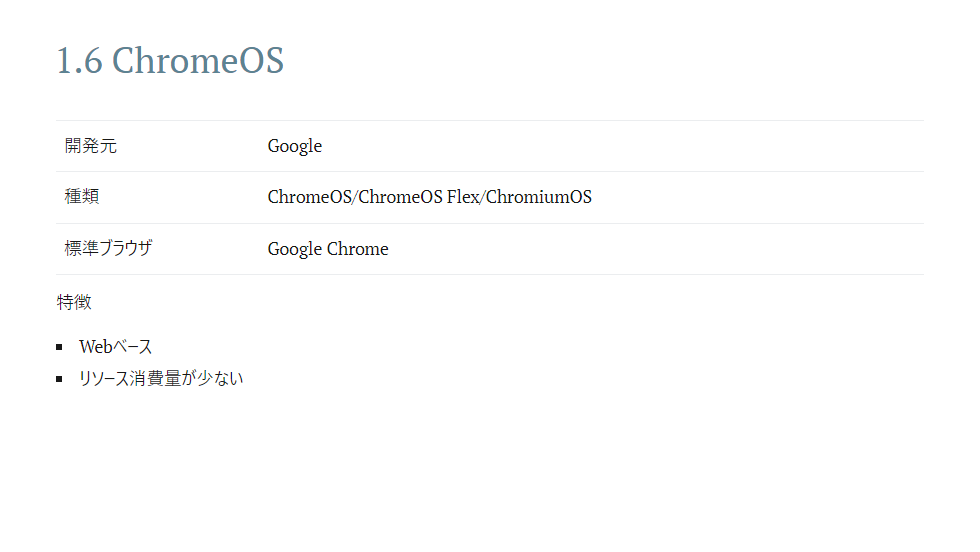 1.6 ChromeOS
開発元 Google
種類 ChromeOS/ChromeOS Flex/ChromiumOS
標準ブラウザ Google Chrome
特徴
Webベース
リソース消費量が少ない